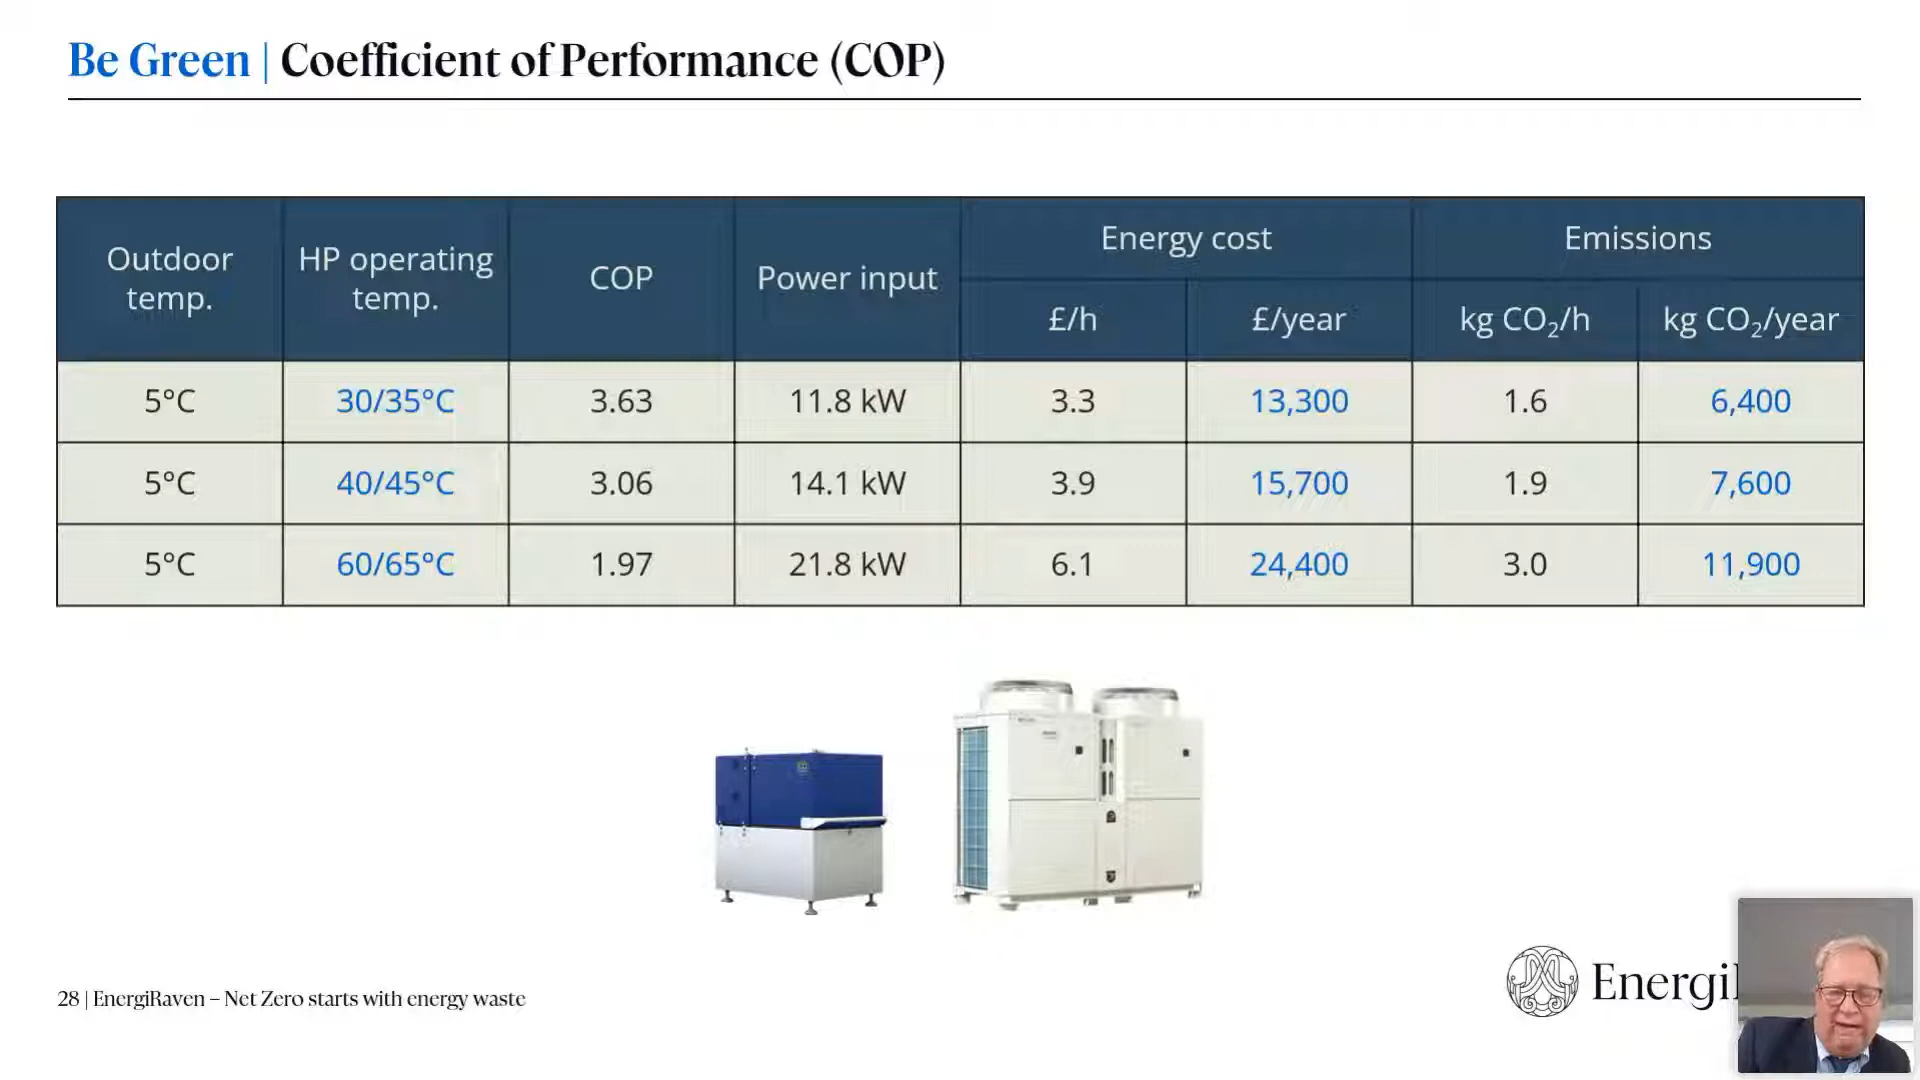 Be Green | Coefficient of Performance (COP)
Outdoor temp.
HP operating temp.
COP
Power input
Energy cost
Emissions
£/h
£/year
kg CO₂/h
kg CO₂/year
5°C 30/35°C 3.63 11.8 kW 3.3 13,300 1.6 6,400
5°C 40/45°C 3.06 14.1 kW 3.9 15,700 1.9 7,600
5°C 60/65°C 1.97 21.8 kW 6.1 24,400 3.0 11,900
28 | EnergiRaven – Net Zero starts with energy waste
Energi